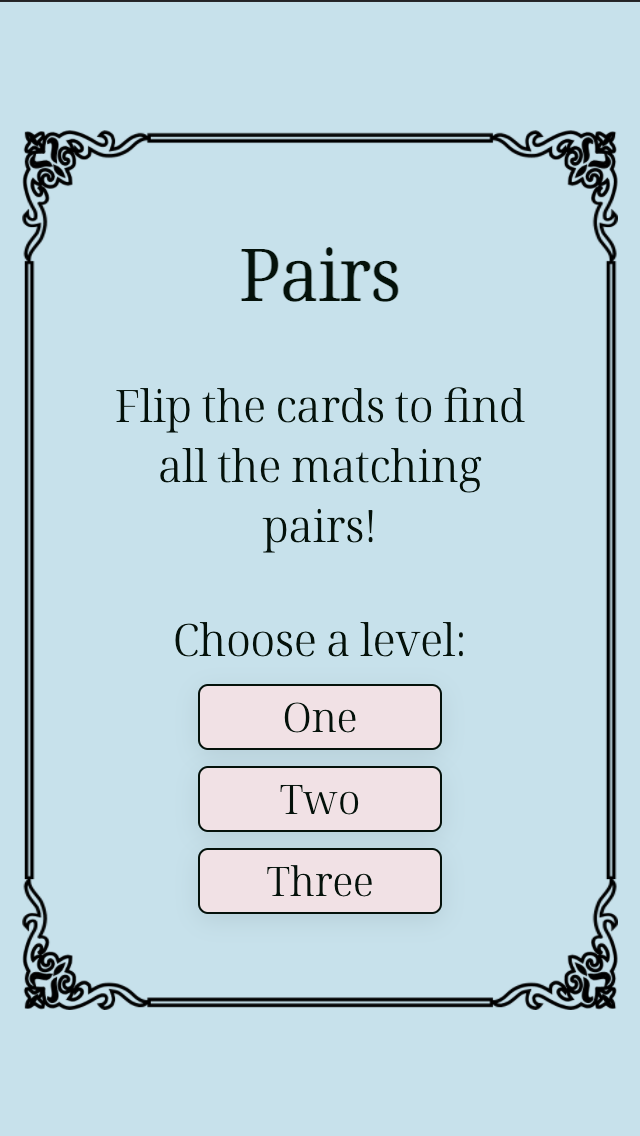 Pairs
Flip the cards to find
all the matching
pairs!
Choose a level:
One
Two
Three